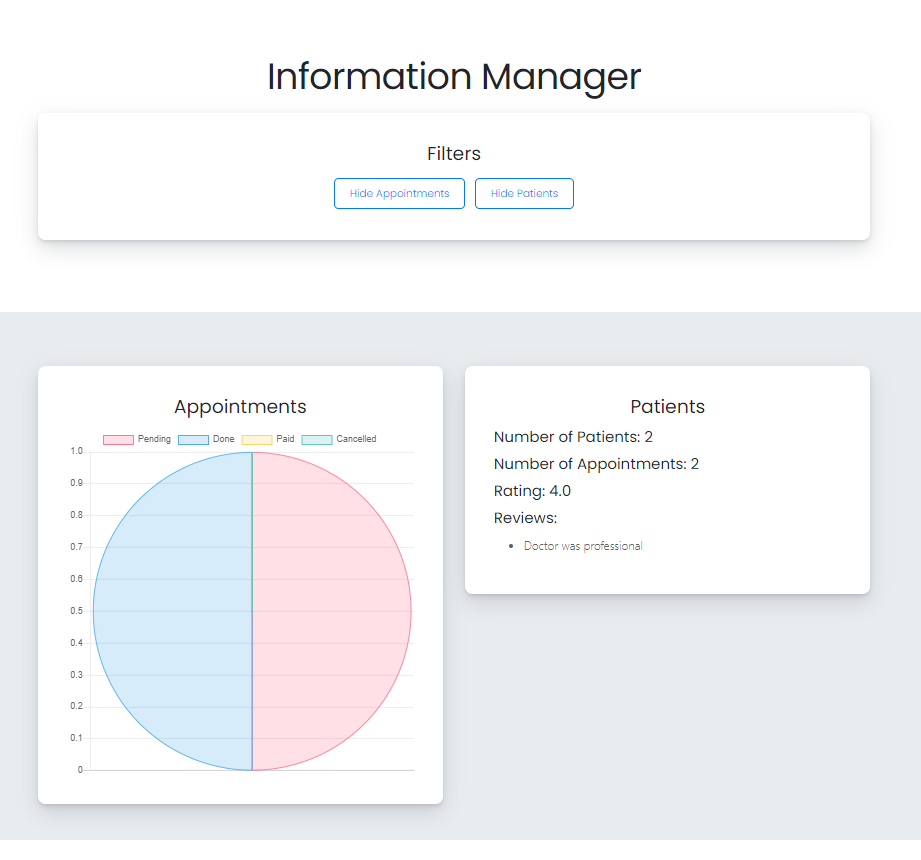 Information Manager
Filters
Hide Appointments Hide Patients
Appointments
Pending Done Paid Cancelled
1.0
0.9
0.8
0.7
0.6
0.5
0.4
0.3
0.2
0.1
0
Patients
Number of Patients: 2
Number of Appointments: 2
Rating: 4.0
Reviews:
• Doctor was professional